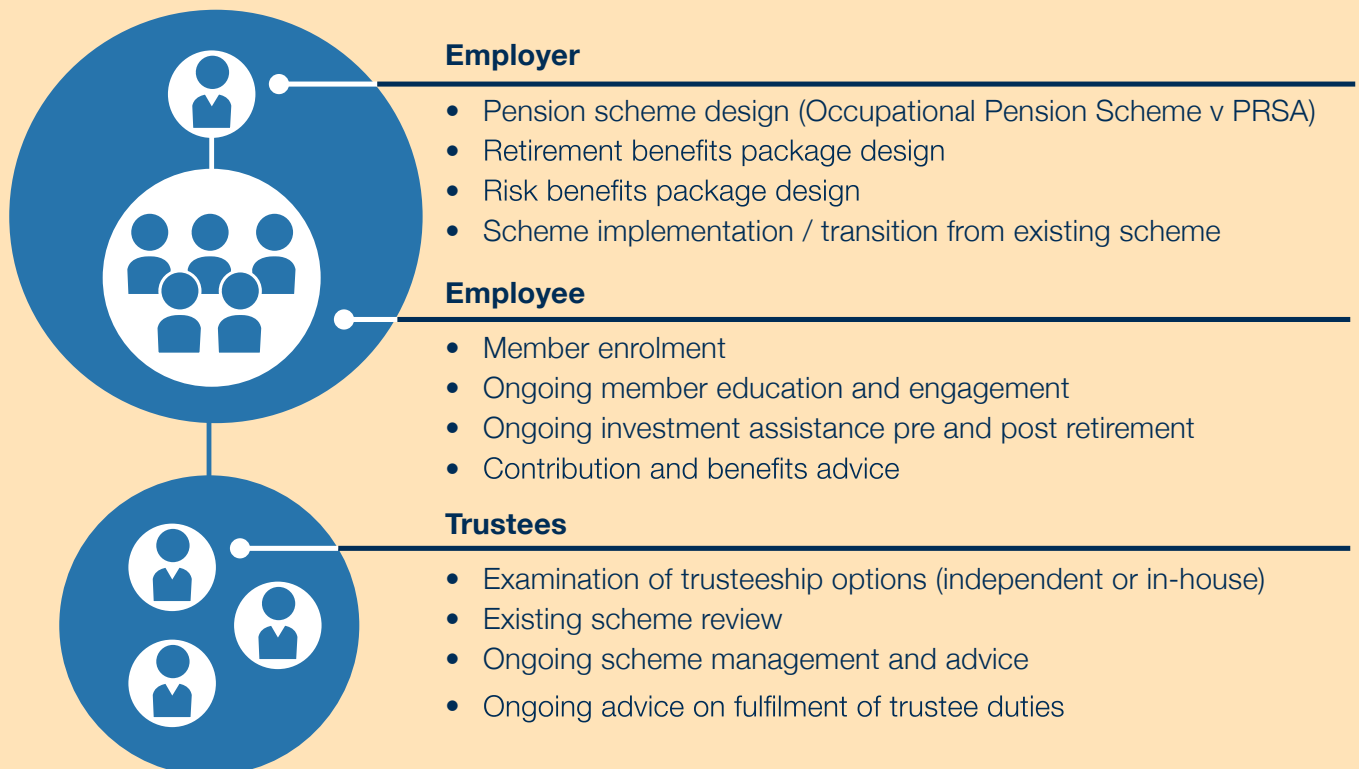 Employer
• Pension scheme design (Occupational Pension Scheme v PRSA)
• Retirement benefits package design
• Risk benefits package design
• Scheme implementation / transition from existing scheme
Employee
• Member enrolment
• Ongoing member education and engagement
• Ongoing investment assistance pre and post retirement
• Contribution and benefits advice
Trustees
• Examination of trusteeship options (independent or in-house)
• Existing scheme review
• Ongoing scheme management and advice
• Ongoing advice on fulfilment of trustee duties